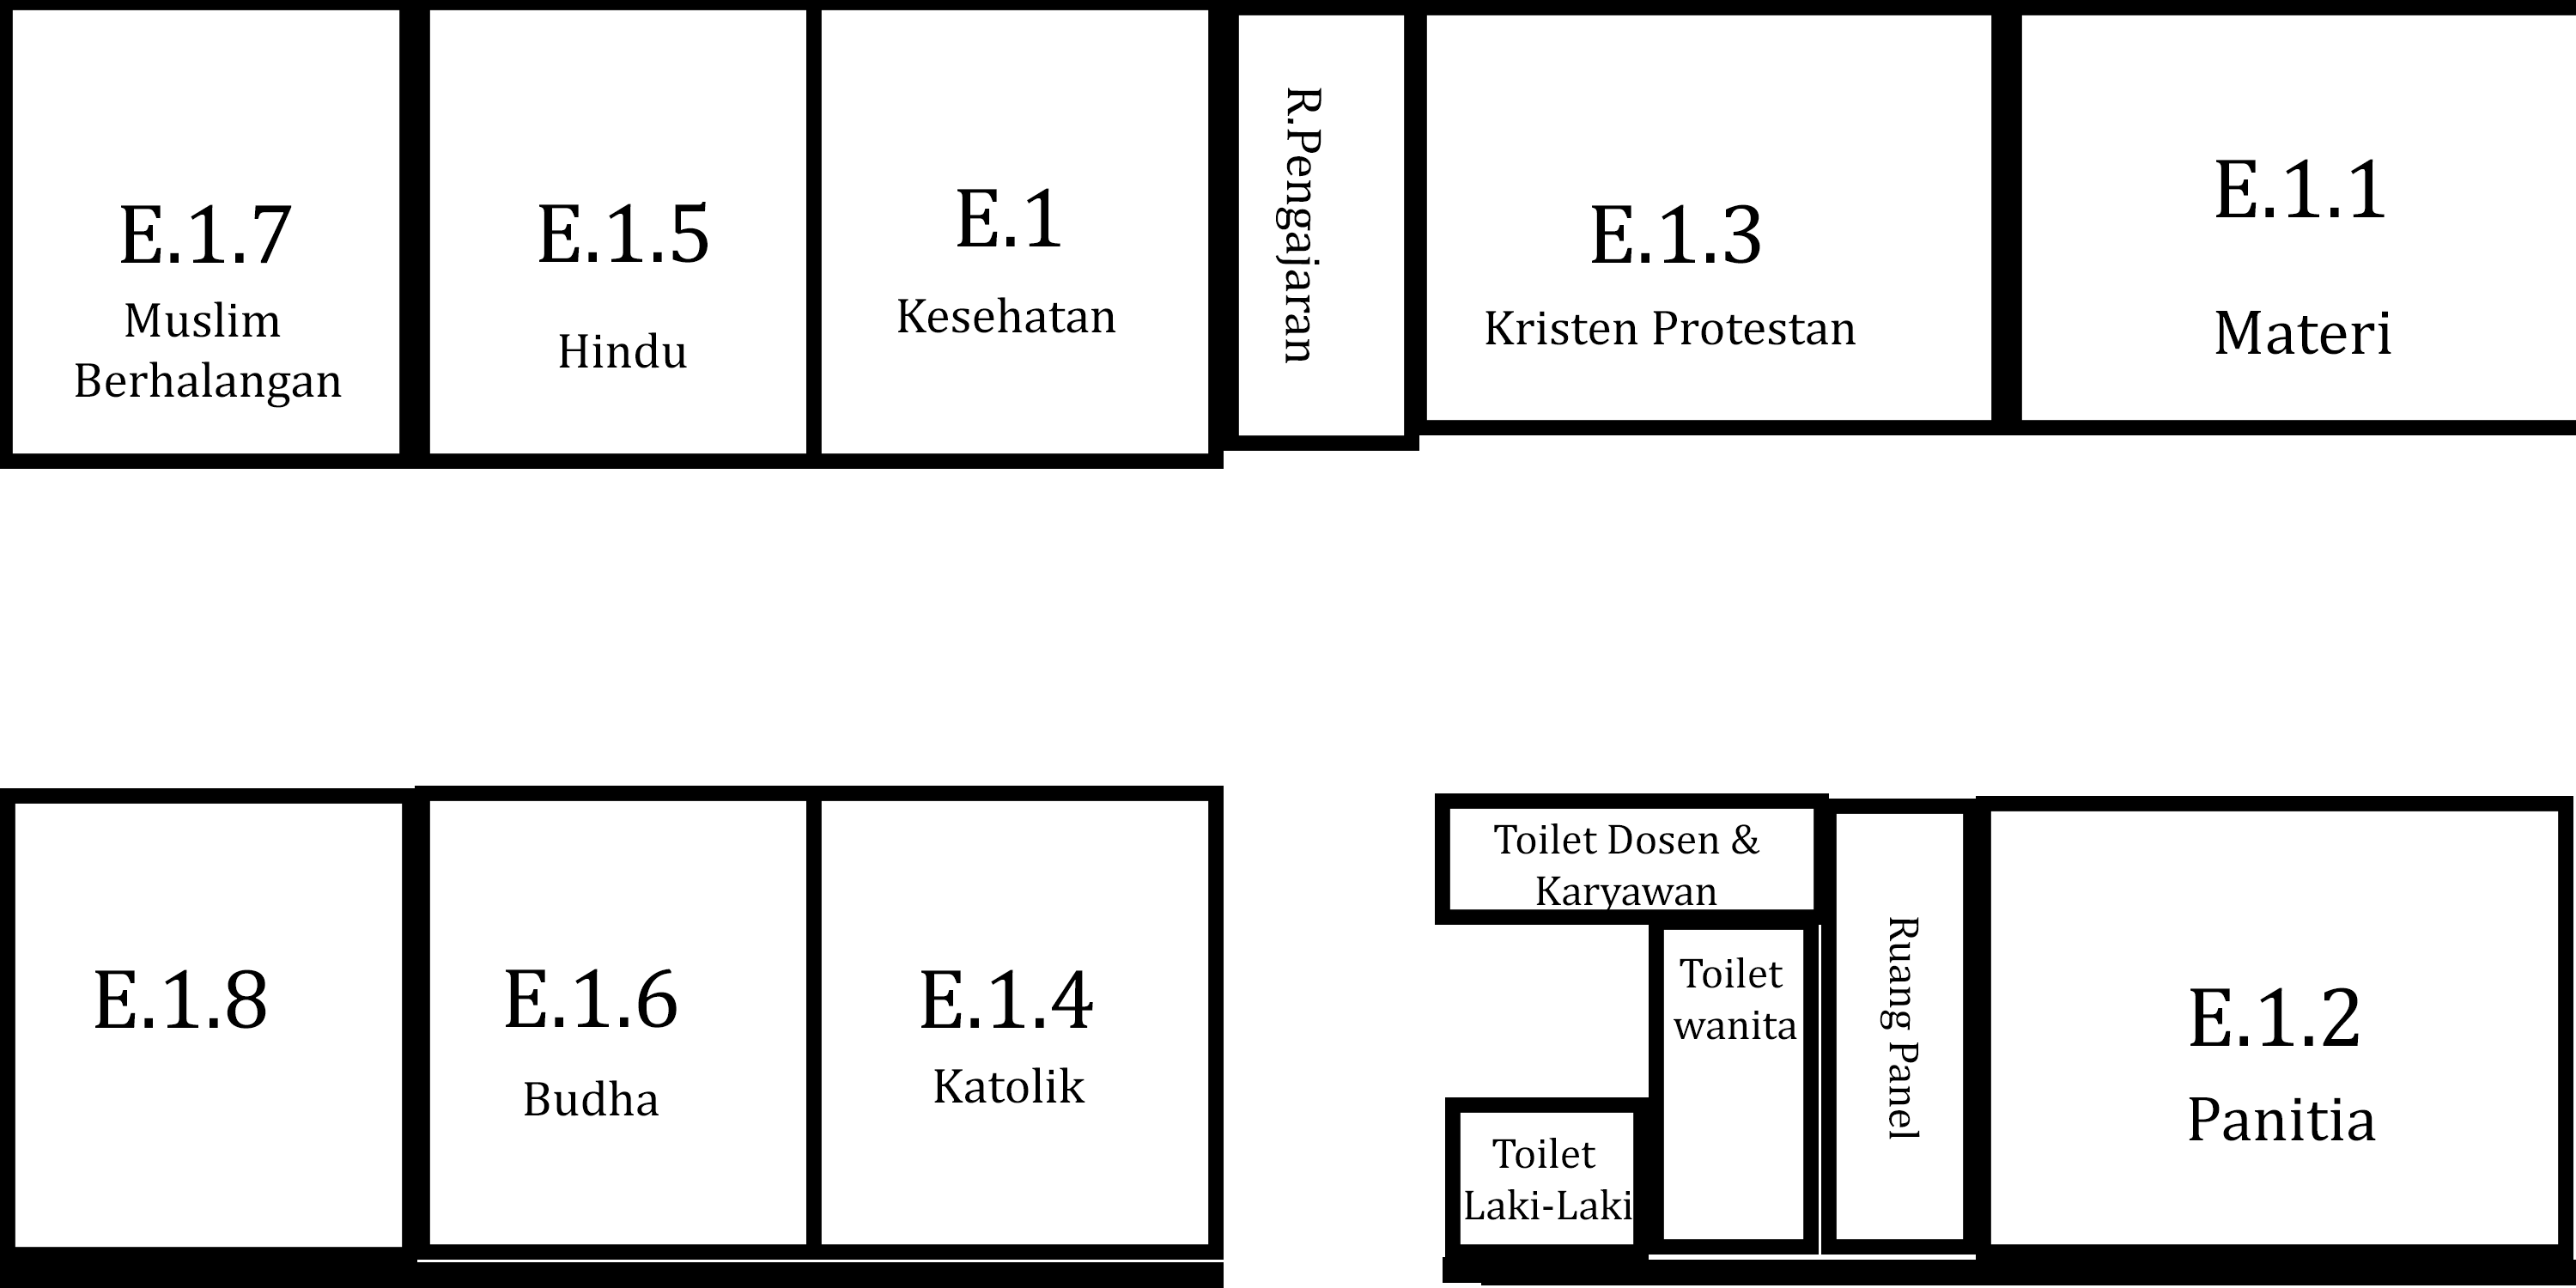 E.1.7
Muslim
Berhalangan
E.1.5
Hindu
E.1
Kesehatan
R.Pengajaran
E.1.3
Kristen Protestan
E.1.1
Materi
E.1.8
E.1.6
Budha
E.1.4
Katolik
Toilet Dosen &
Karyawan
Toilet
wanita
Toilet
Laki-Laki
Ruang Panel
E.1.2
Panitia